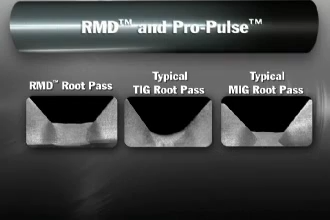 RMD™ and Pro-Pulse™
RMD™ Root Pass
Typical
TIG Root Pass
Typical
MIG Root Pass